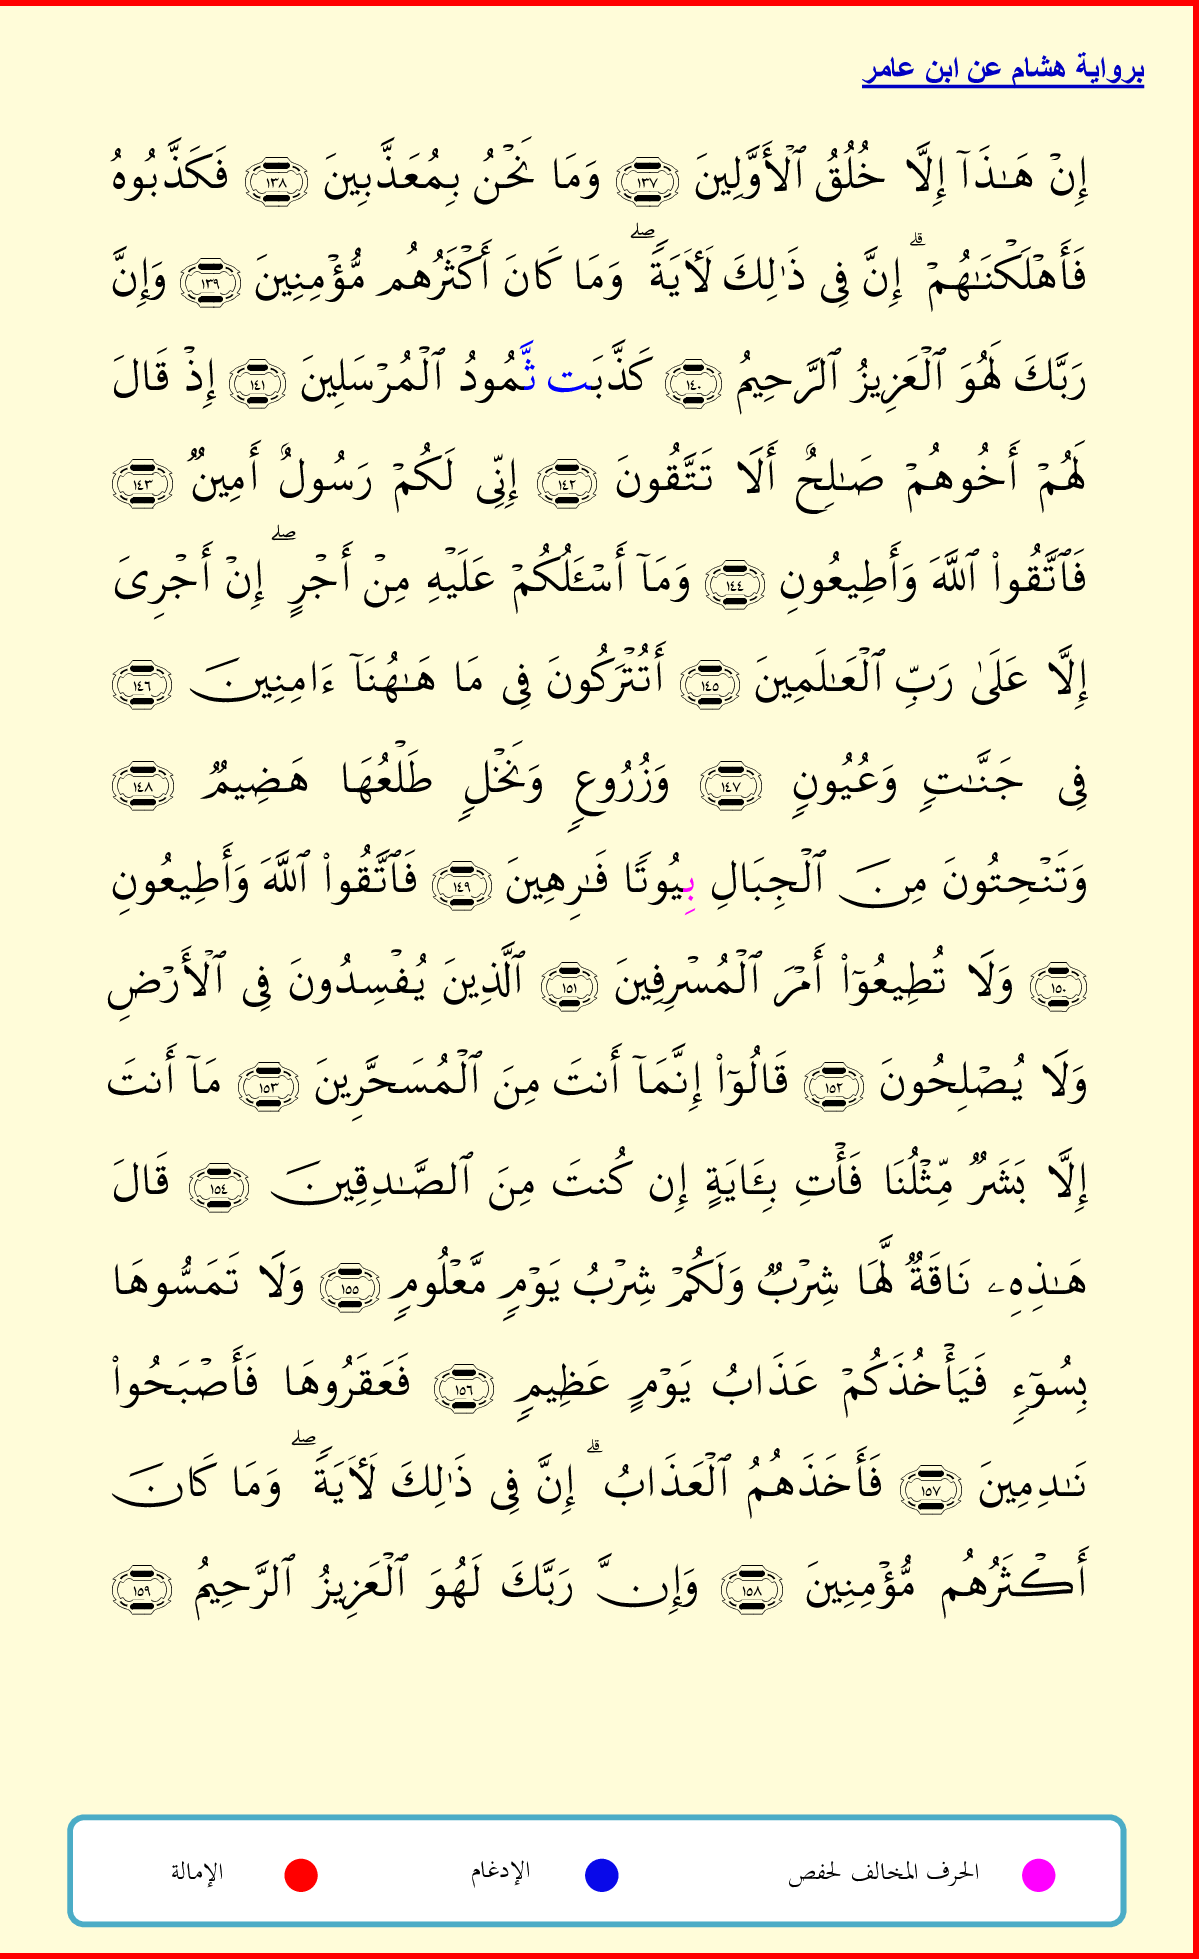 برواية هشام عن ابن عامر
إِنْ هَـٰذَآ إِلَّا خُلُقُ ٱلْأَوَّلِينَ ١٣٧ وَمَا نَحْنُ بِمُعَذَّبِينَ ١٣٨ فَكَذَّبُوهُ
فَأَهْلَكْنَـٰهُمْ ۗ إِنَّ فِى ذَٰلِكَ لَأٓيَةً ۖ وَمَا كَانَ أَكْثَرُهُم مُّؤْمِنِينَ ١٣٩ وَإِنَّ
رَبَّكَ لَهُوَ ٱلْعَزِيزُ ٱلرَّحِيمُ ١٤٠ كَذَّبَت ثَّمُودُ ٱلْمُرْسَلِينَ ١٤١ إِذْ قَالَ
لَهُمْ أَخُوهُمْ صَـٰلِحٌ أَلَا تَتَّقُونَ ١٤٢ إِنِّى لَكُمْ رَسُولٌ أَمِينٌ ١٤٣
فَٱتَّقُوا۟ ٱللَّهَ وَأَطِيعُونِ ١٤٤ وَمَآ أَسْـَٔلُكُمْ عَلَيْهِ مِنْ أَجْرٍ ۖ إِنْ أَجْرِىَ
إِلَّا عَلَىٰ رَبِّ ٱلْعَـٰلَمِينَ ١٤٥ أَتُتْرَكُونَ فِى مَا هَـٰهُنَآ ءَامِنِينَ ١٤٦
فِى جَنَّـٰتٍ وَعُيُونٍ ١٤٧ وَزُرُوعٍ وَنَخْلٍ طَلْعُهَا هَضِيمٌ ١٤٨
وَتَنْحِتُونَ مِنَ ٱلْجِبَالِ بِيُوتًا فَـٰرِهِينَ ١٤٩ فَٱتَّقُوا۟ ٱللَّهَ وَأَطِيعُونِ
١٥٠ وَلَا تُطِيعُوٓا۟ أَمْرَ ٱلْمُسْرِفِينَ ١٥١ ٱلَّذِينَ يُفْسِدُونَ فِى ٱلْأَرْضِ
وَلَا يُصْلِحُونَ ١٥٢ قَالُوٓا۟ إِنَّمَآ أَنتَ مِنَ ٱلْمُسَحَّرِينَ ١٥٣ مَآ أَنتَ
إِلَّا بَشَرٌ مِّثْلُنَا فَأْتِ بِـَٔايَةٍ إِن كُنتَ مِنَ ٱلصَّـٰدِقِينَ ١٥٤ قَالَ
هَـٰذِهِۦ نَاقَةٌ لَّهَا شِرْبٌ وَلَكُمْ شِرْبُ يَوْمٍ مَّعْلُومٍ ١٥٥ وَلَا تَمَسُّوهَا
بِسُوٓءٍ فَيَأْخُذَكُمْ عَذَابُ يَوْمٍ عَظِيمٍ ١٥٦ فَعَقَرُوهَا فَأَصْبَحُوا۟
نَـٰدِمِينَ ١٥٧ فَأَخَذَهُمُ ٱلْعَذَابُ ۗ إِنَّ فِى ذَٰلِكَ لَأٓيَةً ۖ وَمَا كَانَ
أَكْثَرُهُم مُّؤْمِنِينَ ١٥٨ وَإِنَّ رَبَّكَ لَهُوَ ٱلْعَزِيزُ ٱلرَّحِيمُ ١٥٩
الحرف المخالف لحفص الإدغام الإمالة